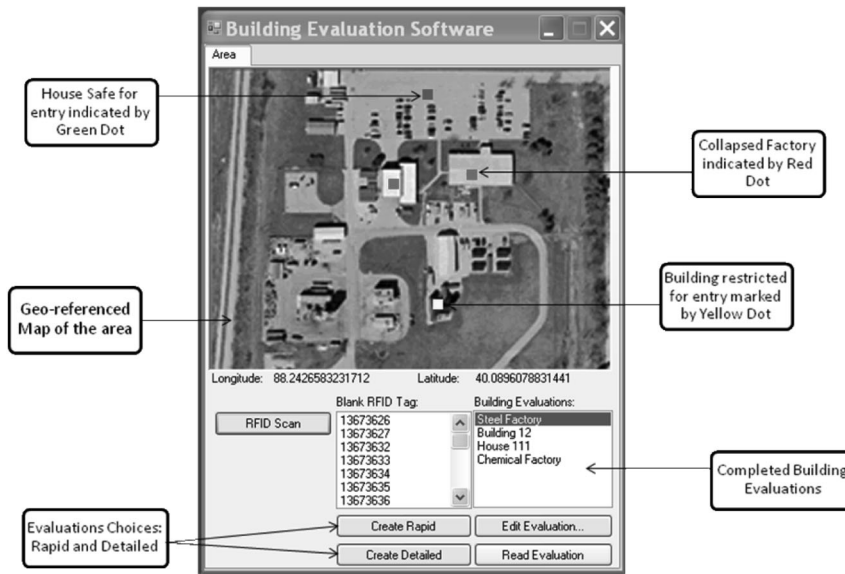 Building Evaluation Software
Area
House Safe for
entry indicated by
Green Dot
Collapsed Factory
indicated by Red
Dot
Building restricted
for entry marked
by Yellow Dot
Geo-referenced
Map of the area
Longitude: 88.2426583231712 Latitude: 40.0896078831441
Blank RFID Tag: Building Evaluations:
RFID Scan
13673626
13673627
13673632
13673633
13673634
13673635
13673636
Steel Factory
Building 12
House 111
Chemical Factory
Completed Building
Evaluations
Evaluations Choices:
Rapid and Detailed
Create Rapid Edit Evaluation...
Create Detailed Read Evaluation